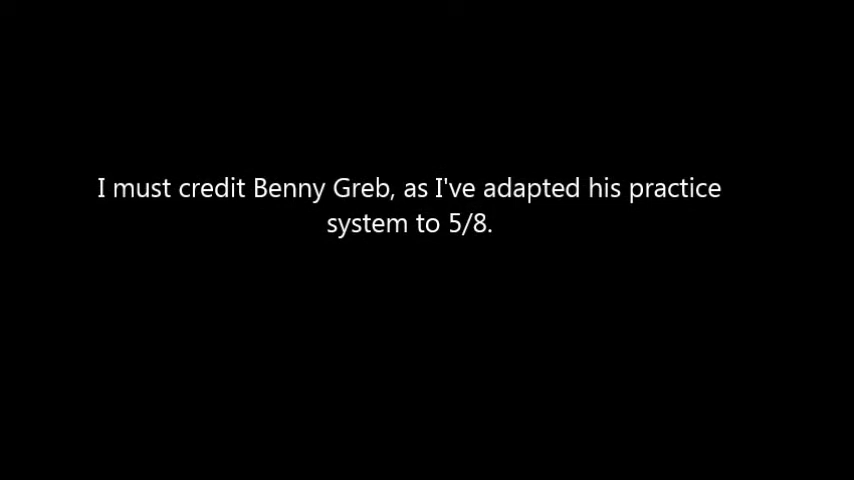 I must credit Benny Greb, as I've adapted his practice
system to 5/8.